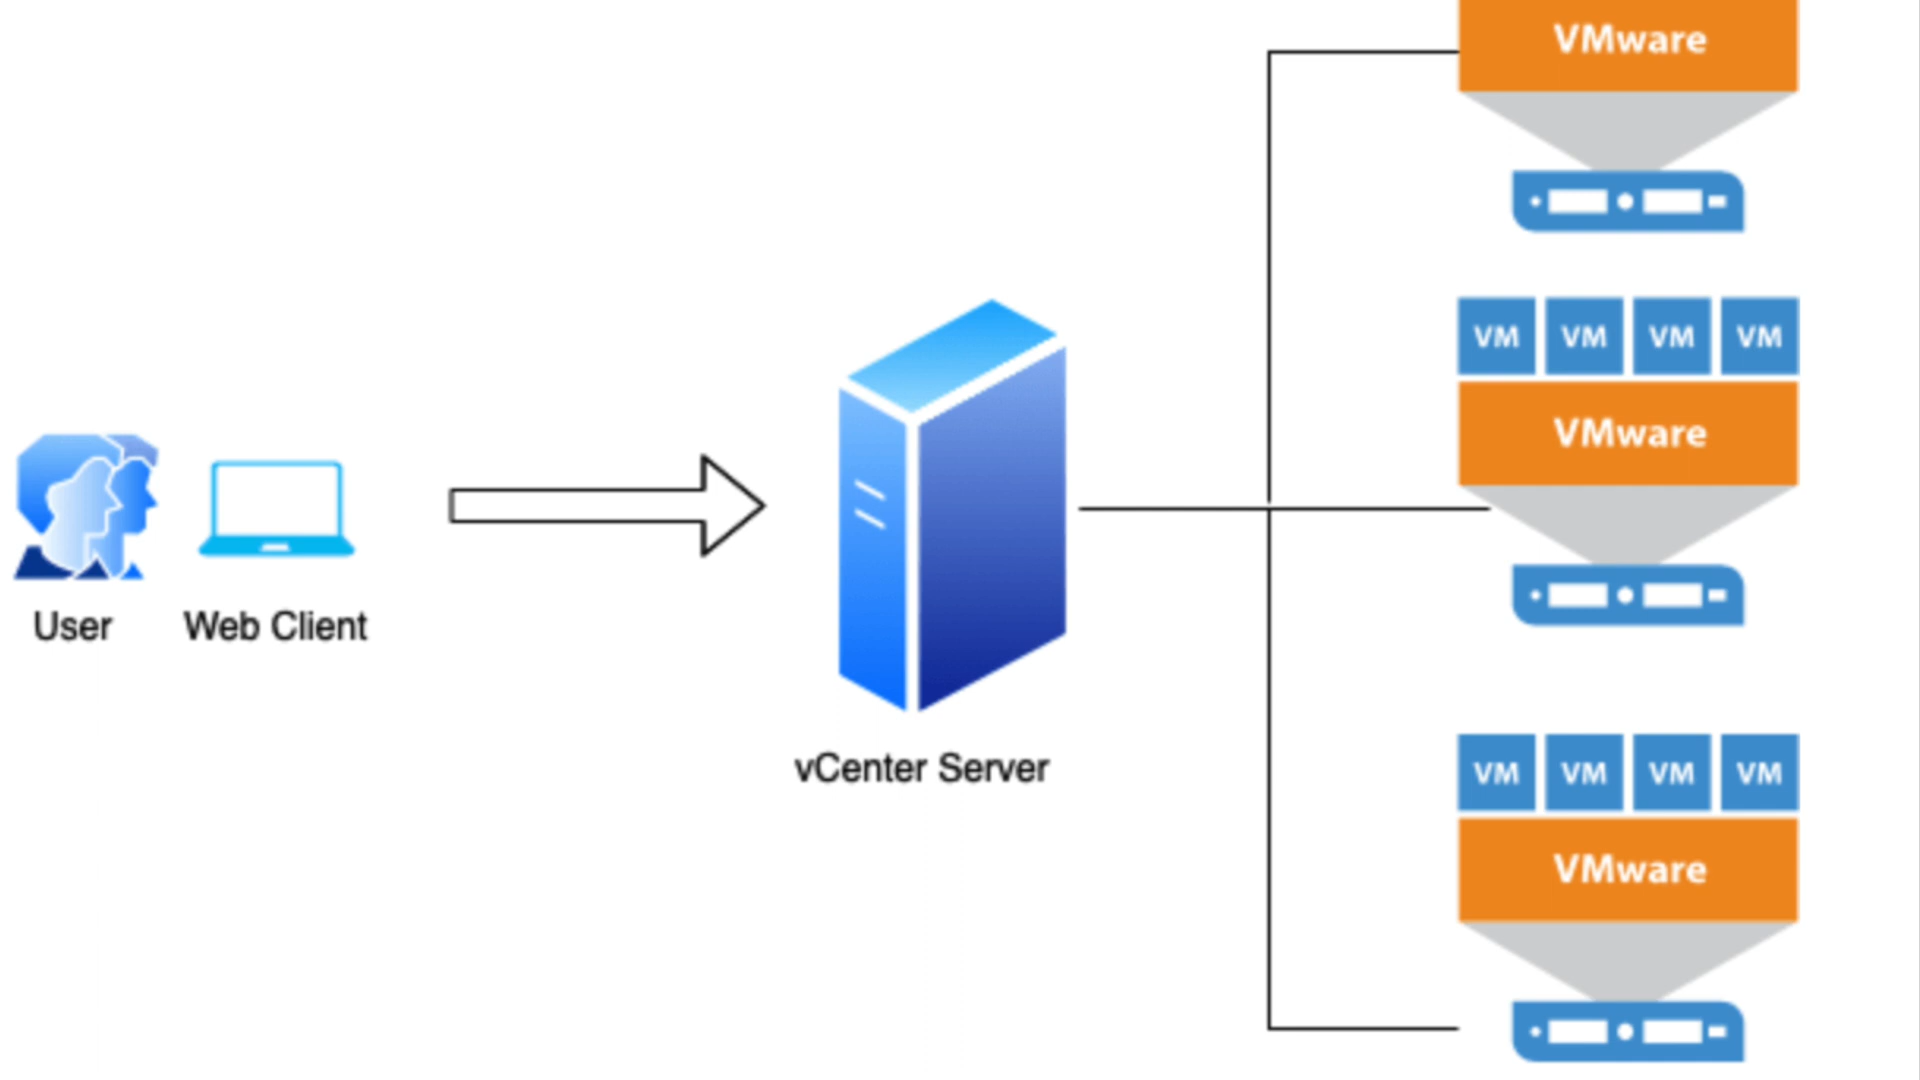 VMware
VM VM VM VM
VMware
User
Web Client
vCenter Server
VM VM VM VM
VMware